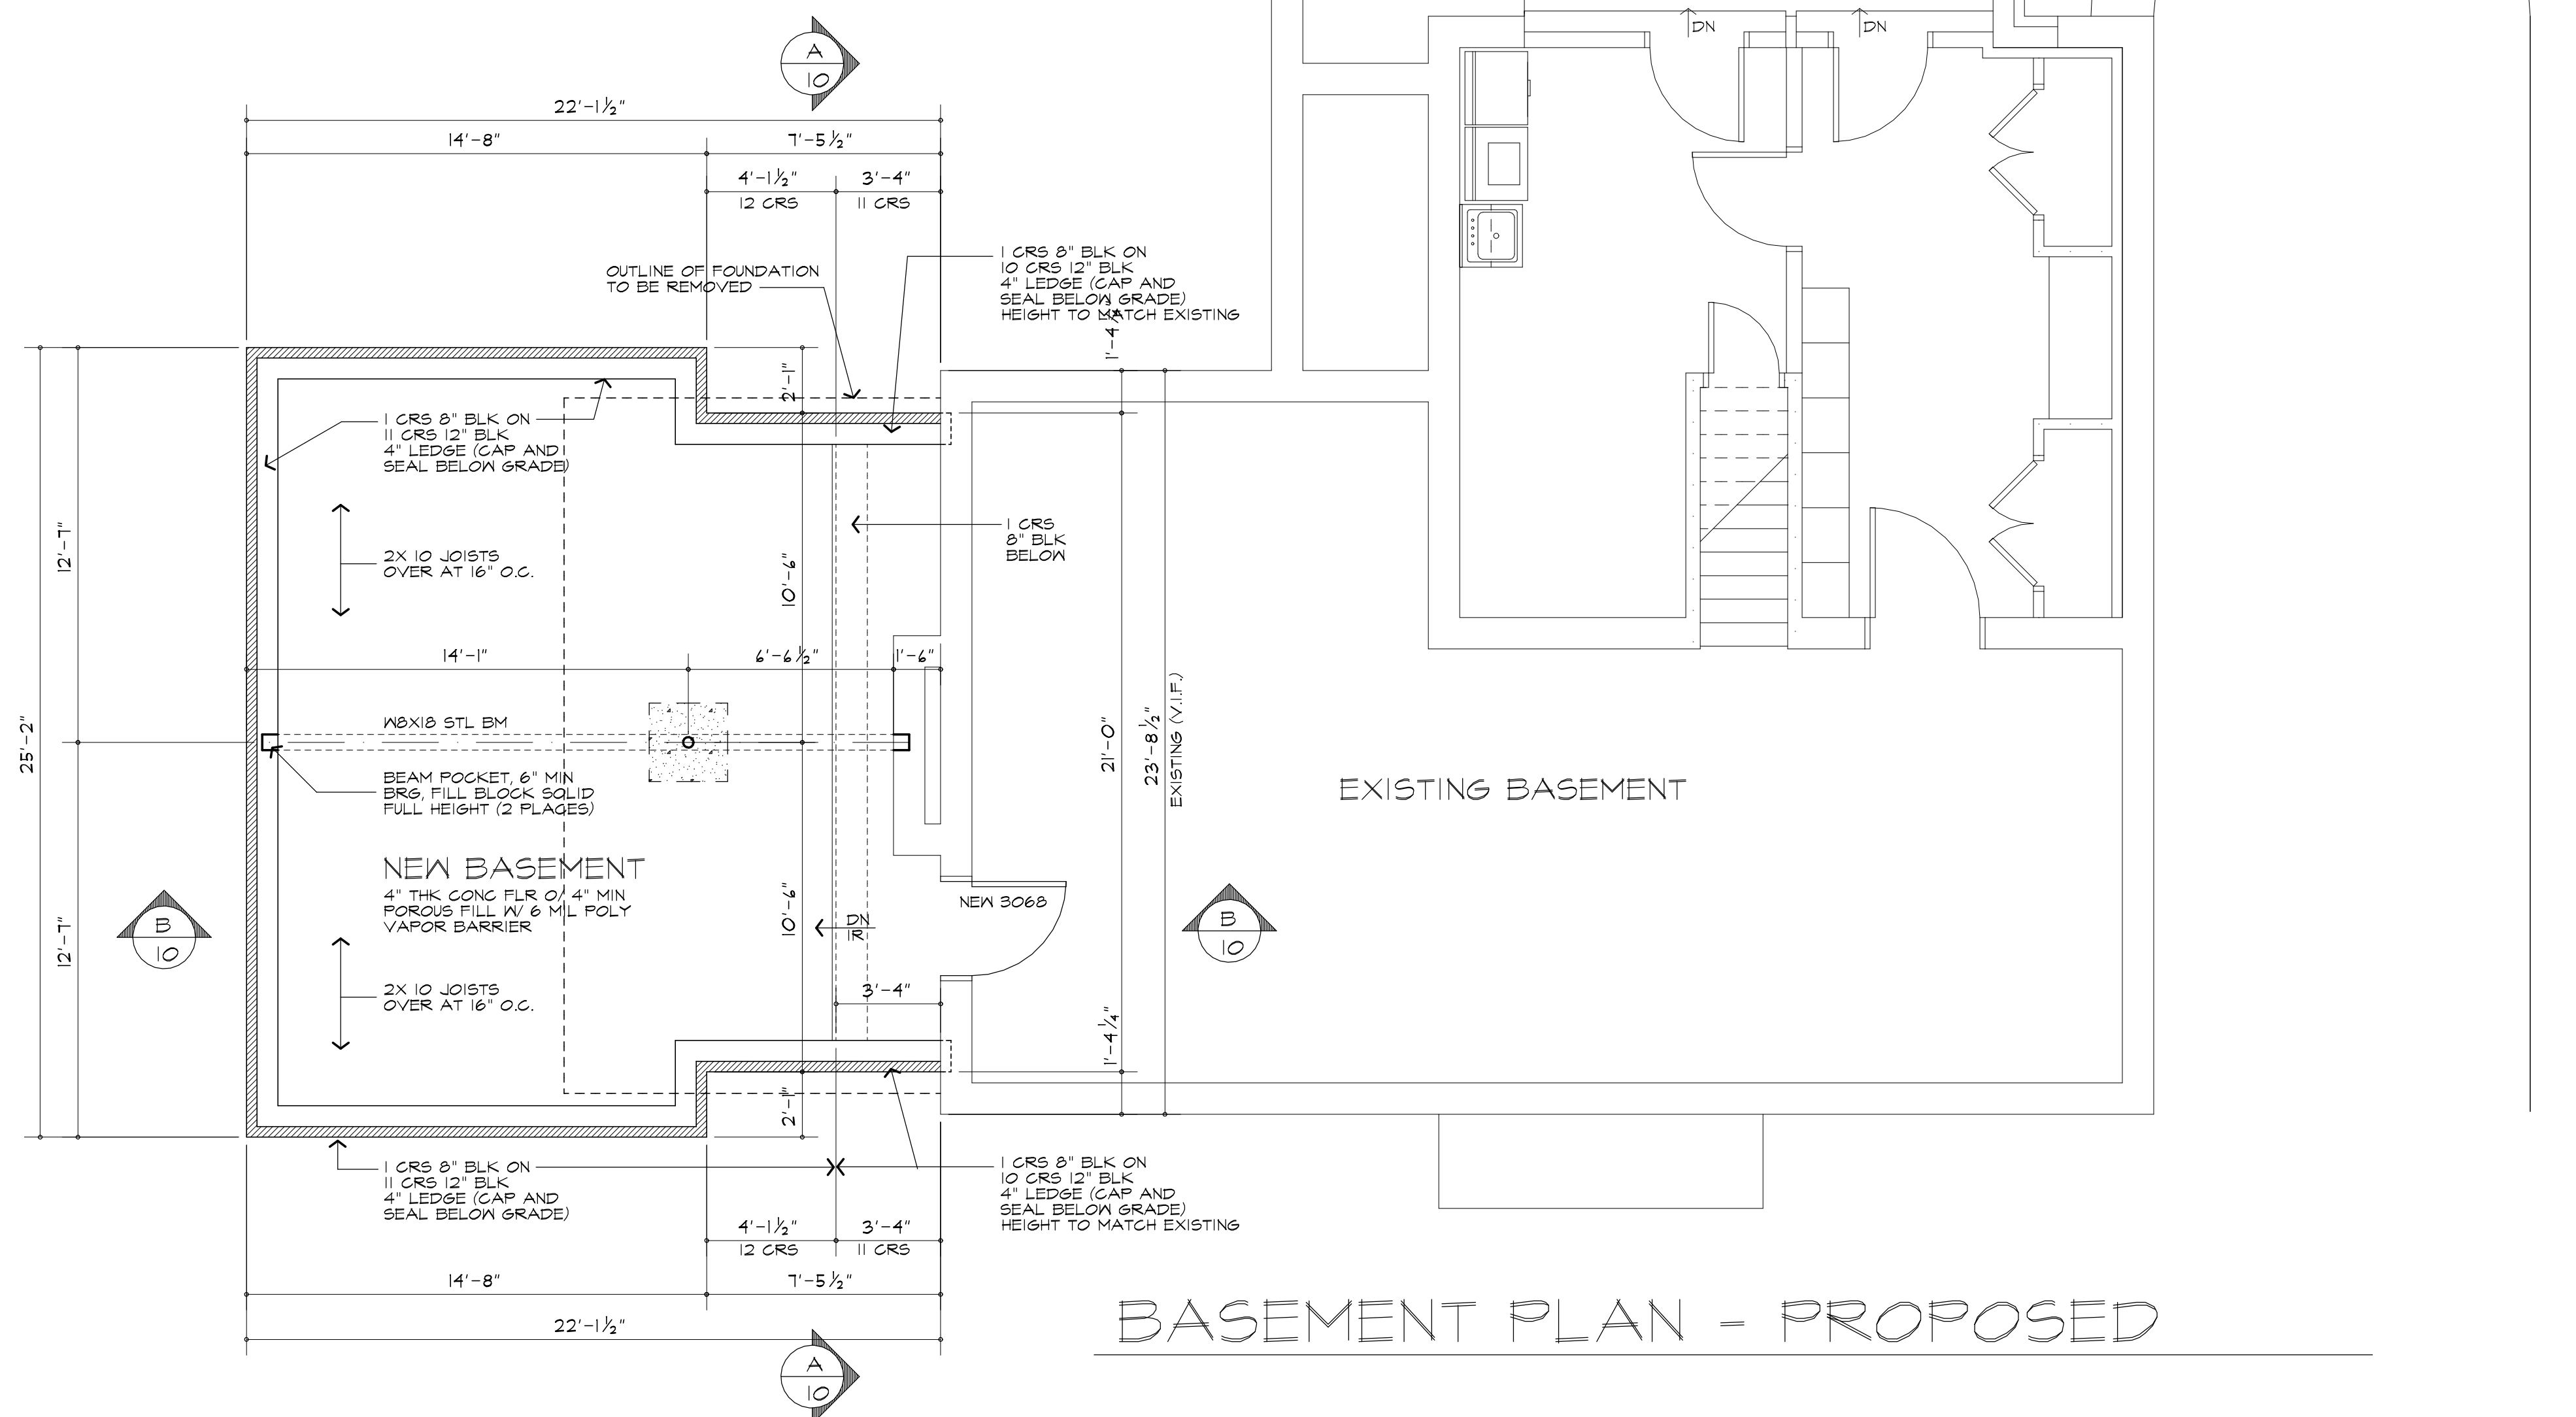 A
10
DN
DN
22'-1½"
14'-8"
7'-5½"
4'-1½"
3'-4"
12 CRS
11 CRS
OUTLINE OF FOUNDATION
TO BE REMOVED
1 CRS 8" BLK ON
10 CRS 12" BLK
4" LEDGE (CAP AND
SEAL BELOW GRADE)
HEIGHT TO MATCH EXISTING
1'-4¼"
2'-1"
1 CRS 8" BLK ON
11 CRS 12" BLK
4" LEDGE (CAP AND
SEAL BELOW GRADE)
12'-7"
2X10 JOISTS
OVER AT 16" O.C.
10'-6"
1 CRS
8" BLK
BELOW
14'-1"
6'-6½"
1'-6"
25'-2"
W8X18 STL BM
21'-0"
23'-8½"
EXISTING (V.I.F.)
BEAM POCKET, 6" MIN
BRG, FILL BLOCK SOLID
FULL HEIGHT (2 PLACES)
EXISTING BASEMENT
NEW BASEMENT
4" THK CONC FLR O/ 4" MIN
POROUS FILL W/ 6 MIL POLY
VAPOR BARRIER
B
10
12'-7"
10'-6"
DN
1R
NEW 3068
B
10
2X10 JOISTS
OVER AT 16" O.C.
3'-4"
1'-4¼"
2'-1"
1 CRS 8" BLK ON
11 CRS 12" BLK
4" LEDGE (CAP AND
SEAL BELOW GRADE)
1 CRS 8" BLK ON
10 CRS 12" BLK
4" LEDGE (CAP AND
SEAL BELOW GRADE)
HEIGHT TO MATCH EXISTING
4'-1½"
3'-4"
12 CRS
11 CRS
14'-8"
7'-5½"
22'-1½"
BASEMENT PLAN - PROPOSED
A
10